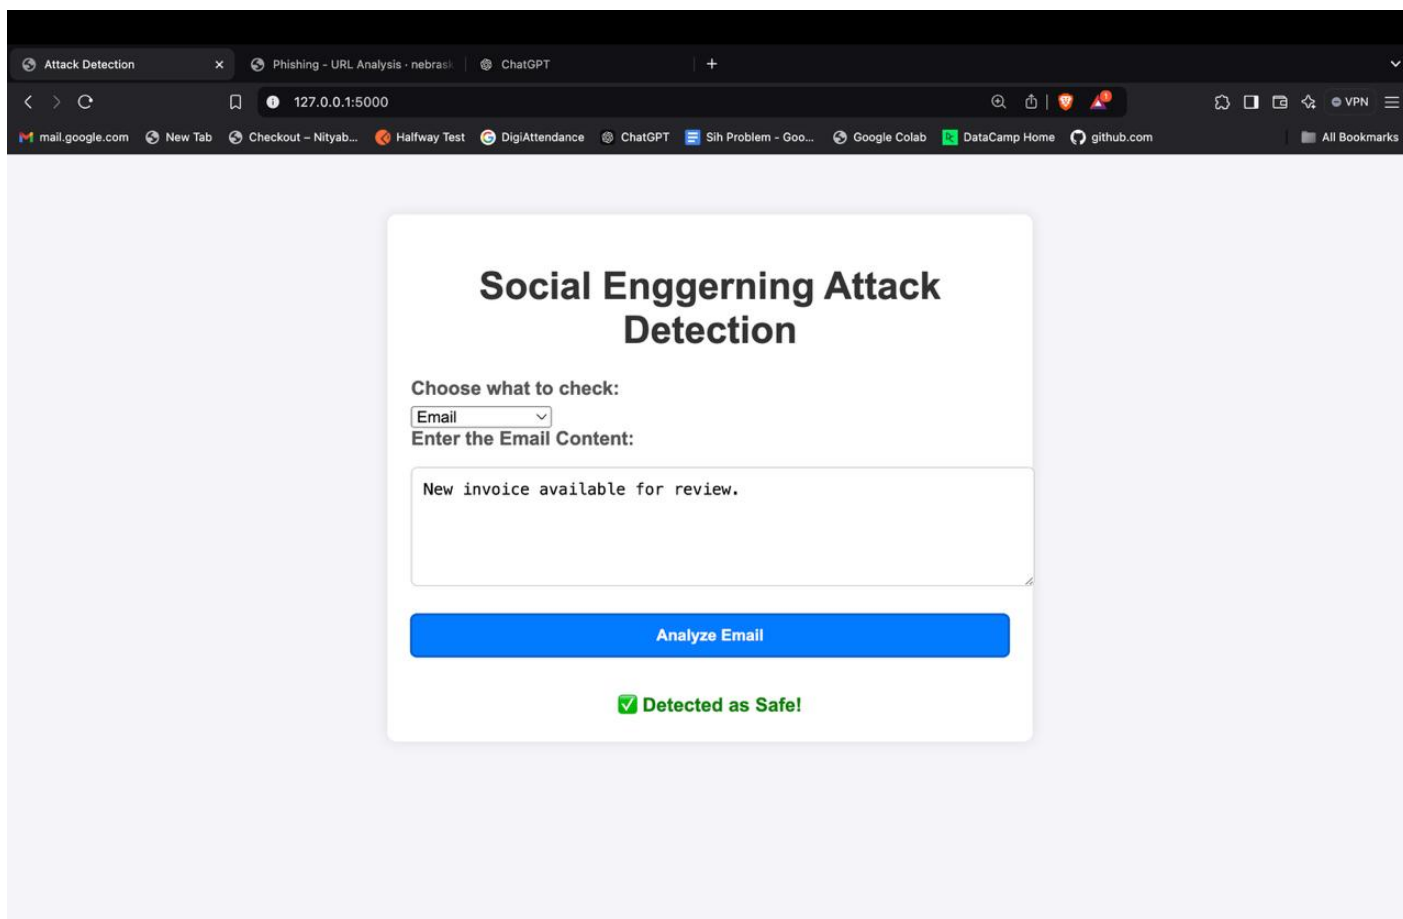 Attack Detection
Phishing - URL Analysis · nebrask
ChatGPT
127.0.0.1:5000
1
VPN
mail.google.com New Tab Checkout – Nityab... Halfway Test DigiAttendance ChatGPT Sih Problem - Goo... Google Colab DataCamp Home github.com All Bookmarks
Social Enggerning Attack
Detection
Choose what to check:
Email
Enter the Email Content:
New invoice available for review.
Analyze Email
✅ Detected as Safe!